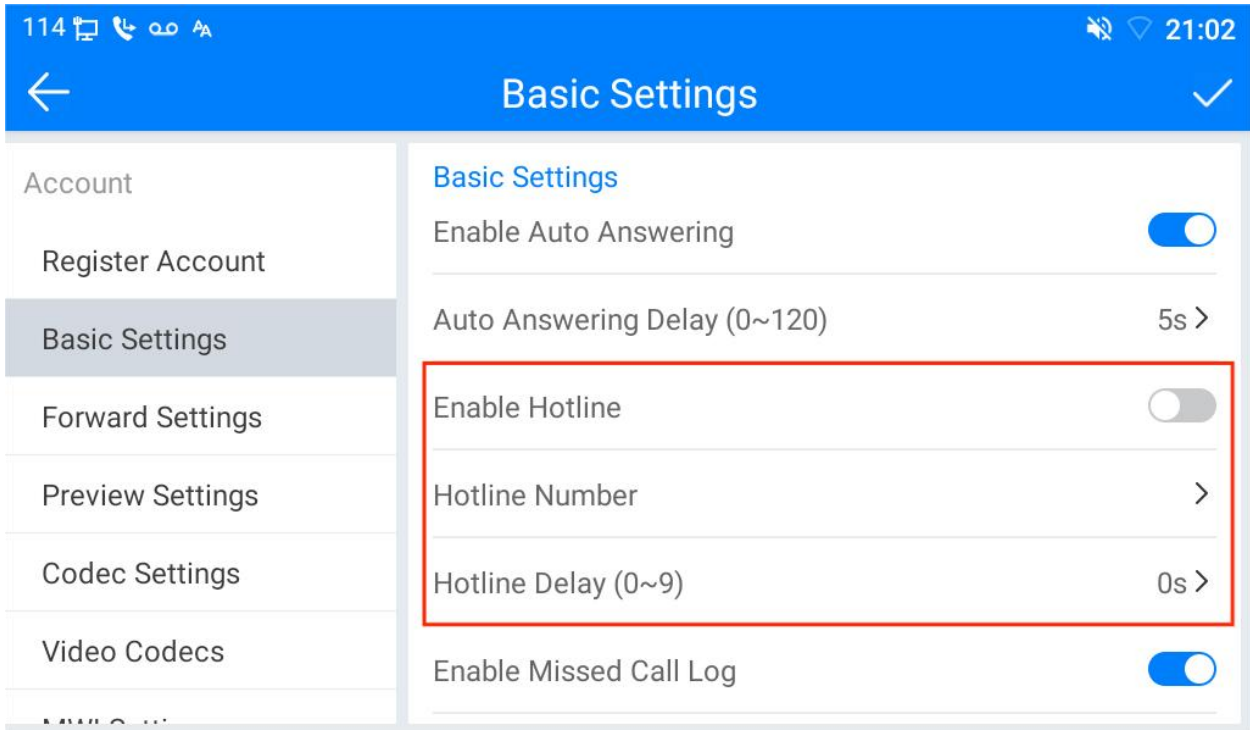 114 21:02
Basic Settings
Account
Register Account
Basic Settings
Forward Settings
Preview Settings
Codec Settings
Video Codecs
Basic Settings
Enable Auto Answering
Auto Answering Delay (0~120) 5s
Enable Hotline
Hotline Number
Hotline Delay (0~9) 0s
Enable Missed Call Log